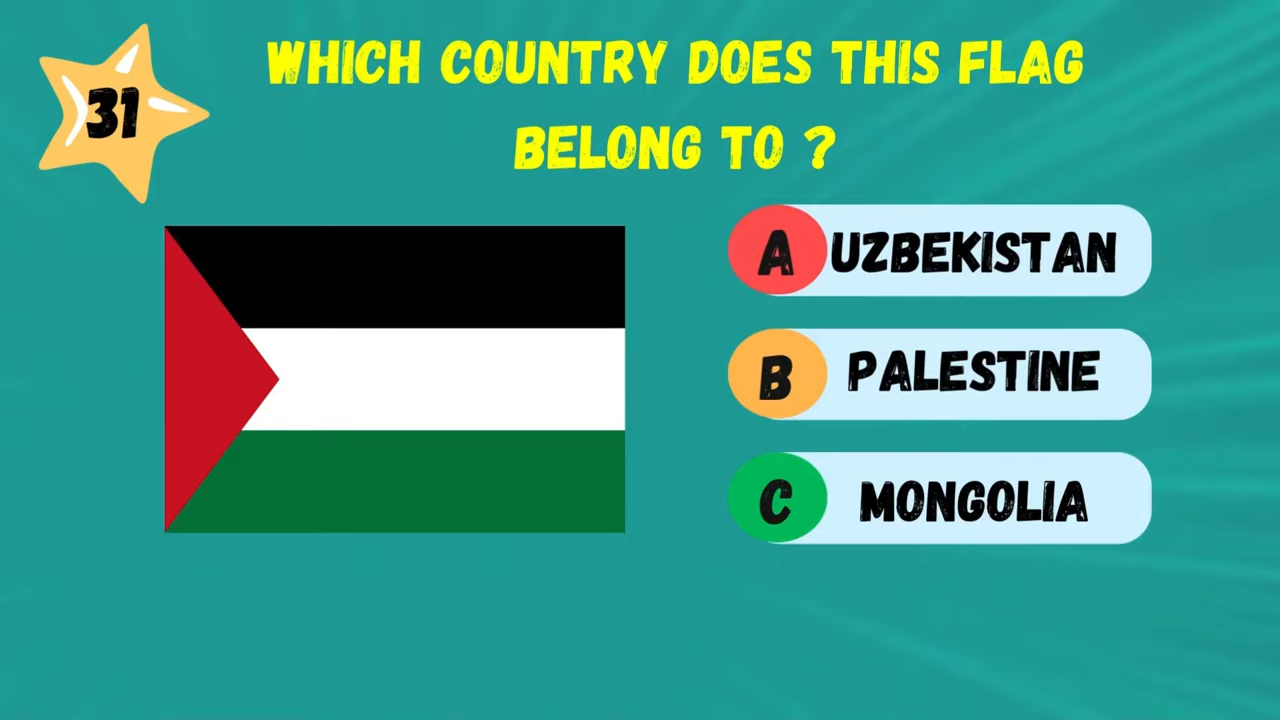 31
WHICH COUNTRY DOES THIS FLAG
BELONG TO ?
A UZBEKISTAN
B PALESTINE
C MONGOLIA